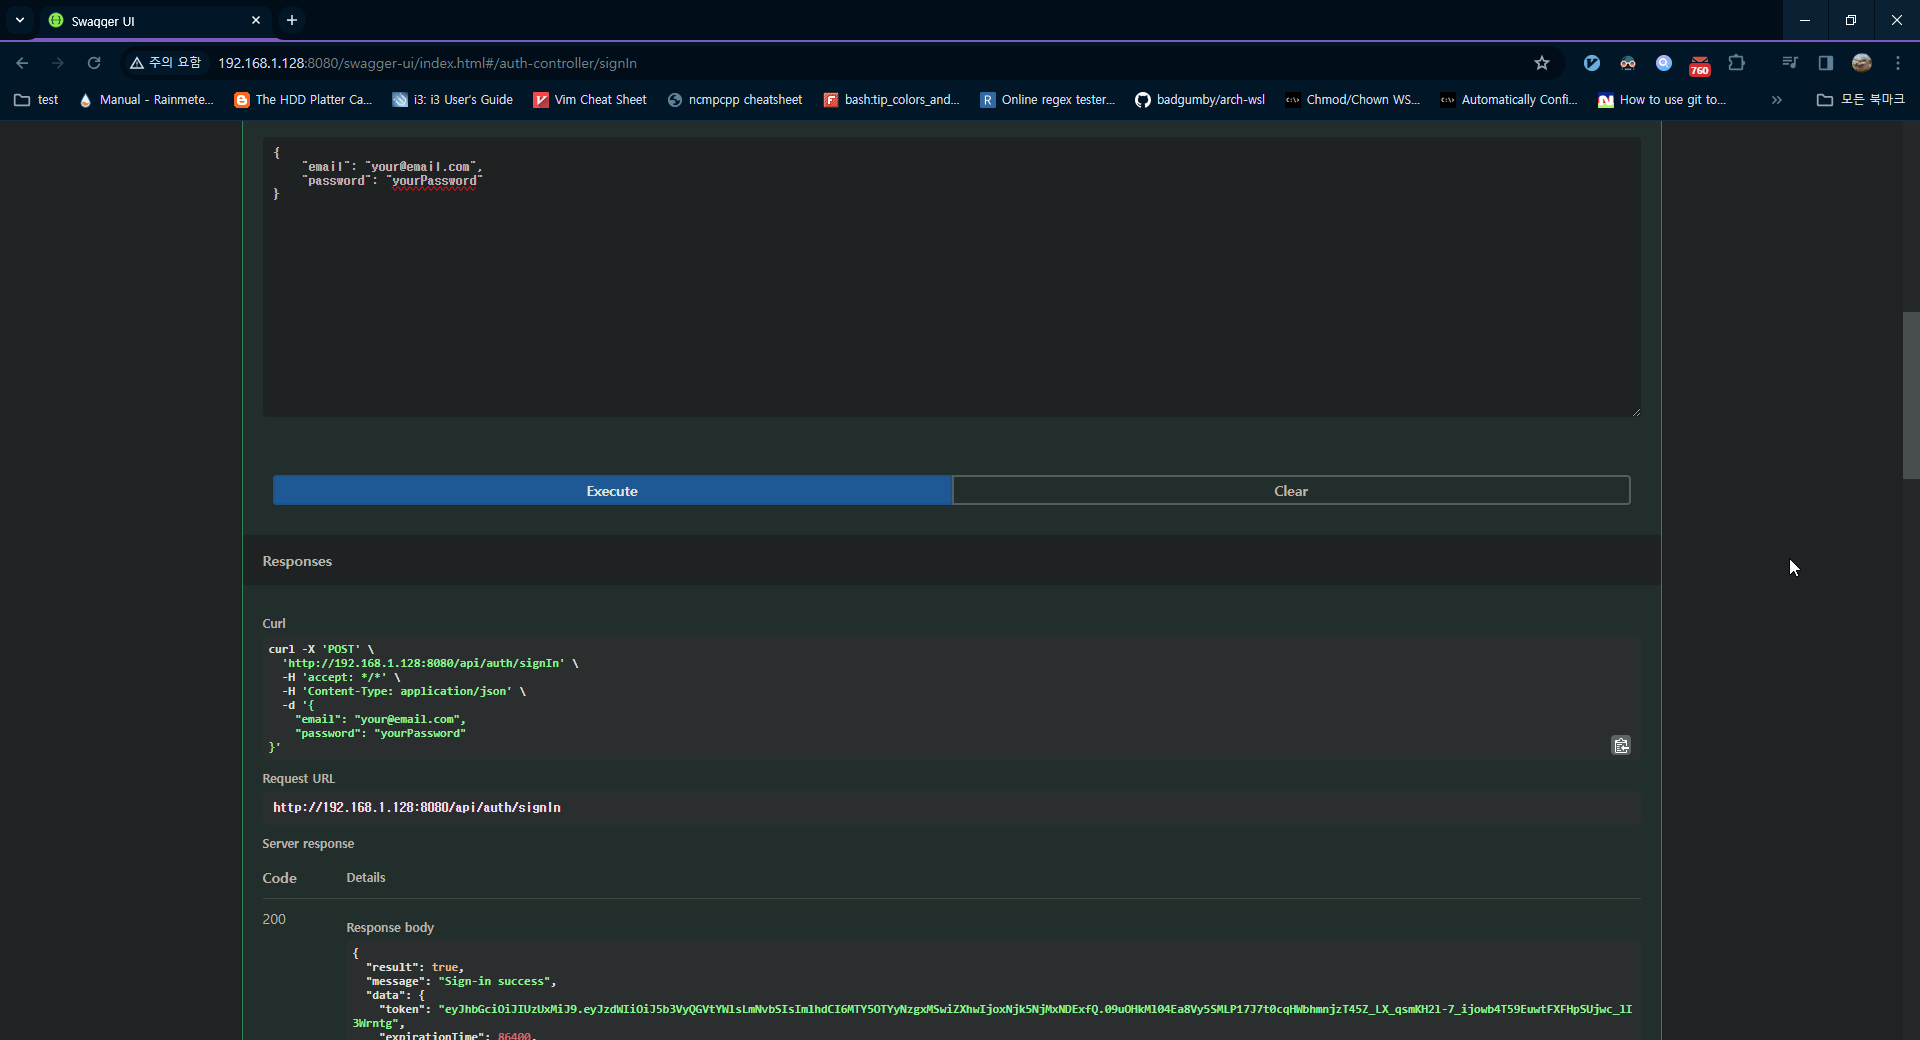 Swagger UI
주의 요함 192.168.1.128:8080/swagger-ui/index.html#/auth-controller/signIn
760
test Manual - Rainmete... The HDD Platter Ca... i3: i3 User's Guide Vim Cheat Sheet ncmpcpp cheatsheet bash:tip_colors_and... Online regex tester... badgumby/arch-wsl Chmod/Chown WS... Automatically Confi... How to use git to... » 모든 북마크
{
"email": "your@email.com",
"password": "yourPassword"
}
Execute Clear
Responses
Curl
curl -X 'POST' \
'http://192.168.1.128:8080/api/auth/signIn' \
-H 'accept: */*' \
-H 'Content-Type: application/json' \
-d '{
"email": "your@email.com",
"password": "yourPassword"
}'
Request URL
http://192.168.1.128:8080/api/auth/signIn
Server response
Code Details
200
Response body
{
"result": true,
"message": "Sign-in success",
"data": {
"token": "eyJhbGciOiJIUzUxMiJ9.eyJzdWIiOiJ5b3VyQGVtYWlsLmNvbSIsImlhdCI6MTY5OTYyNzgxMSwiZXhwIjoxNjk5NjMxNDExfQ.09uOHkMl04Ea8Vy5SMLP17J7t0cqHWbhmnjzT45Z_LX_qsmKH2l-7_ijowb4T59EuwtFXFHpSUjwc_lI
3Wrntg",
"expirationTime": 86400,